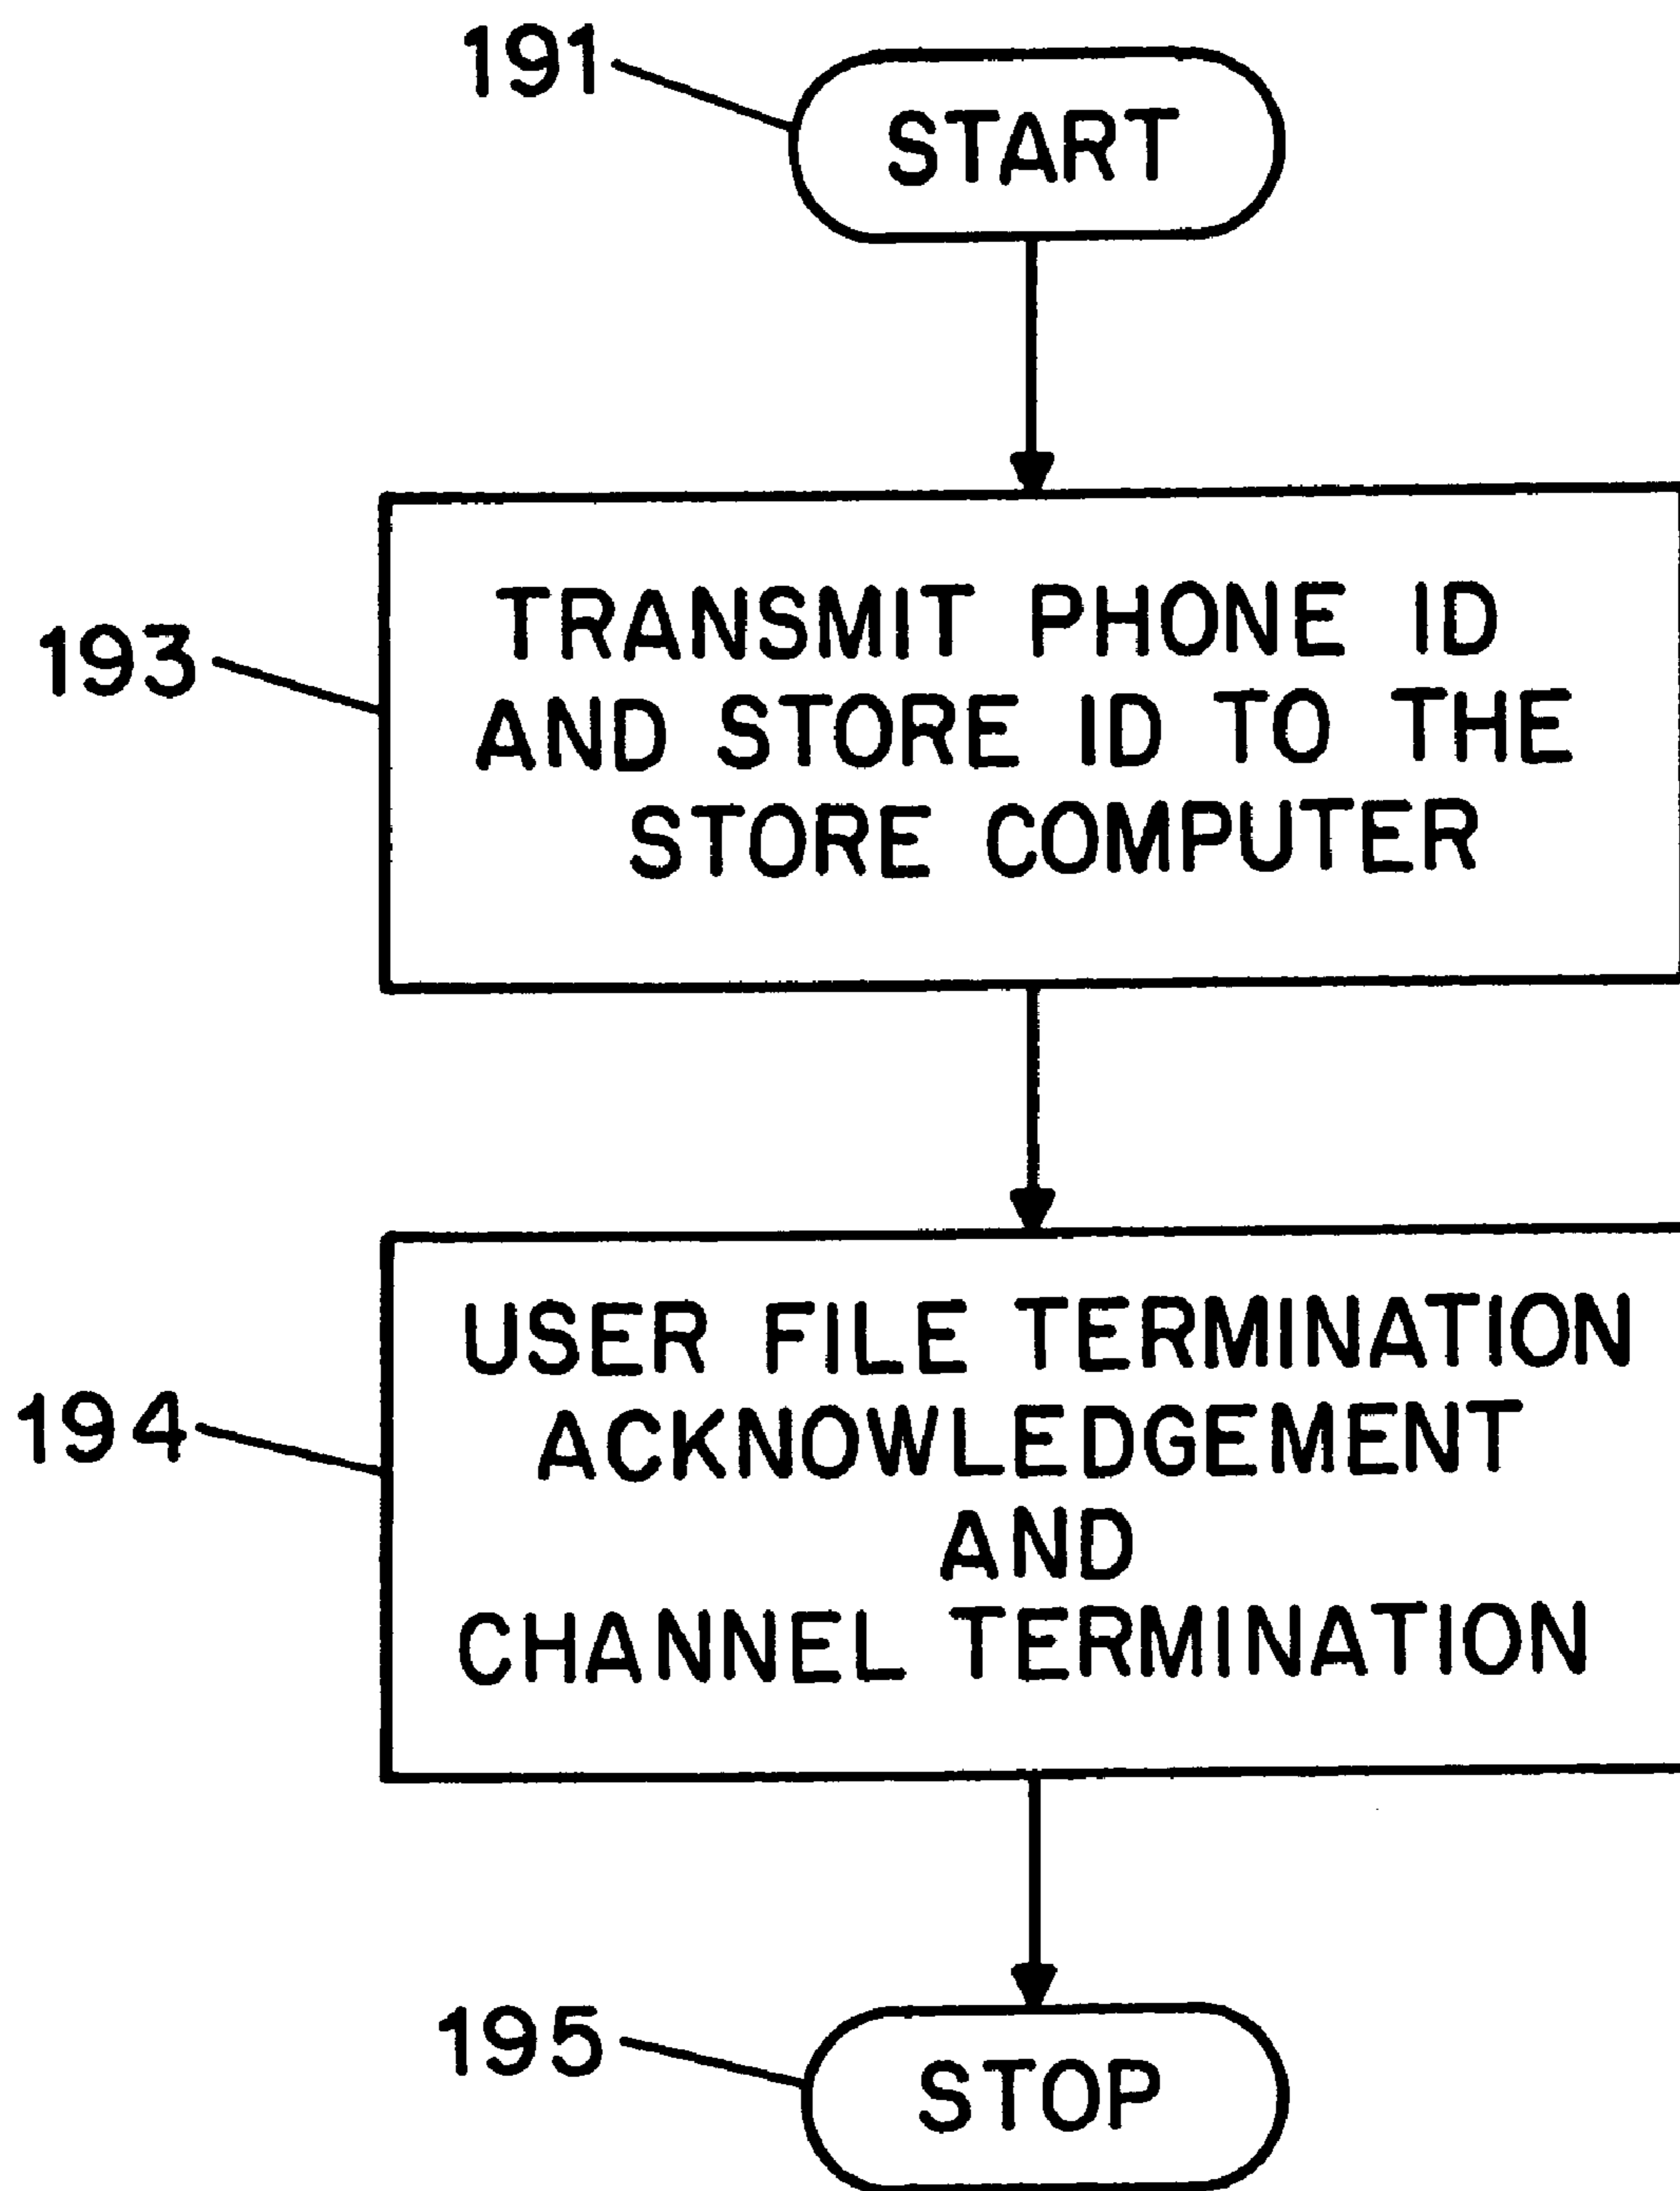 191
START
193
TRANSMIT PHONE ID
AND STORE ID TO THE
STORE COMPUTER
194
USER FILE TERMINATION
ACKNOWLEDGEMENT
AND
CHANNEL TERMINATION
195
STOP